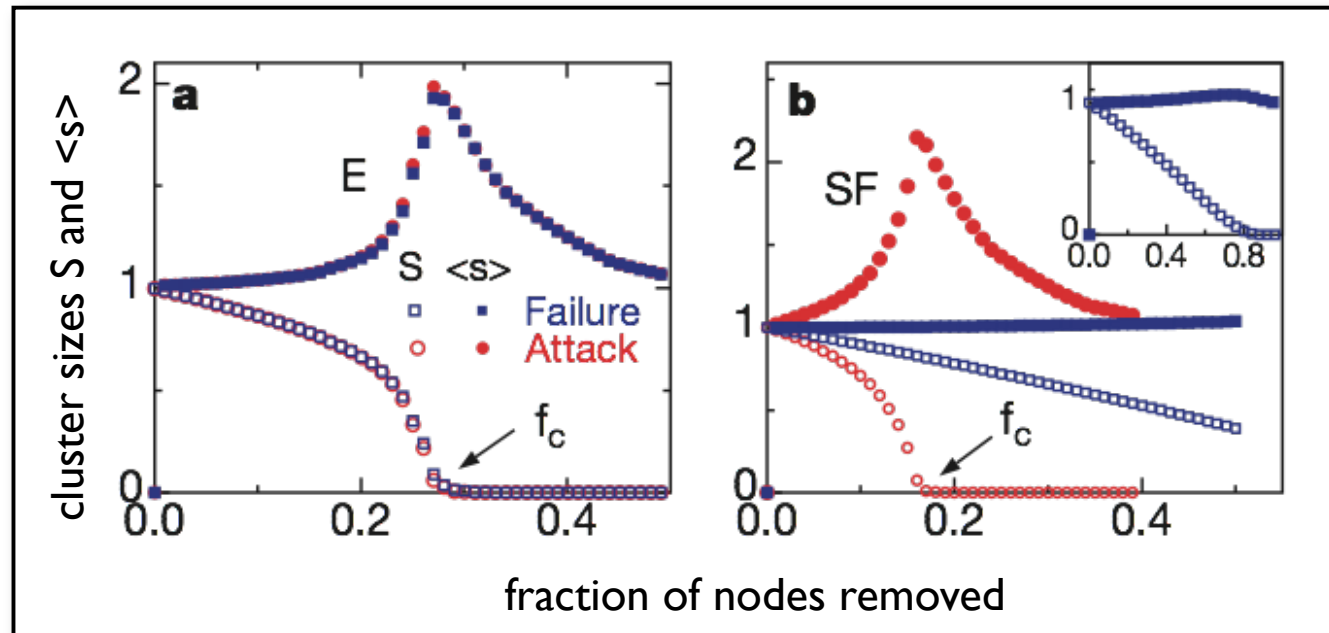 cluster sizes S and <s>
a
2
1
0
E
S <s>
Failure
Attack
f_c
0.0 0.2 0.4
b
2
1
0
SF
f_c
0.0 0.2 0.4
1
0
0.0 0.4 0.8
fraction of nodes removed